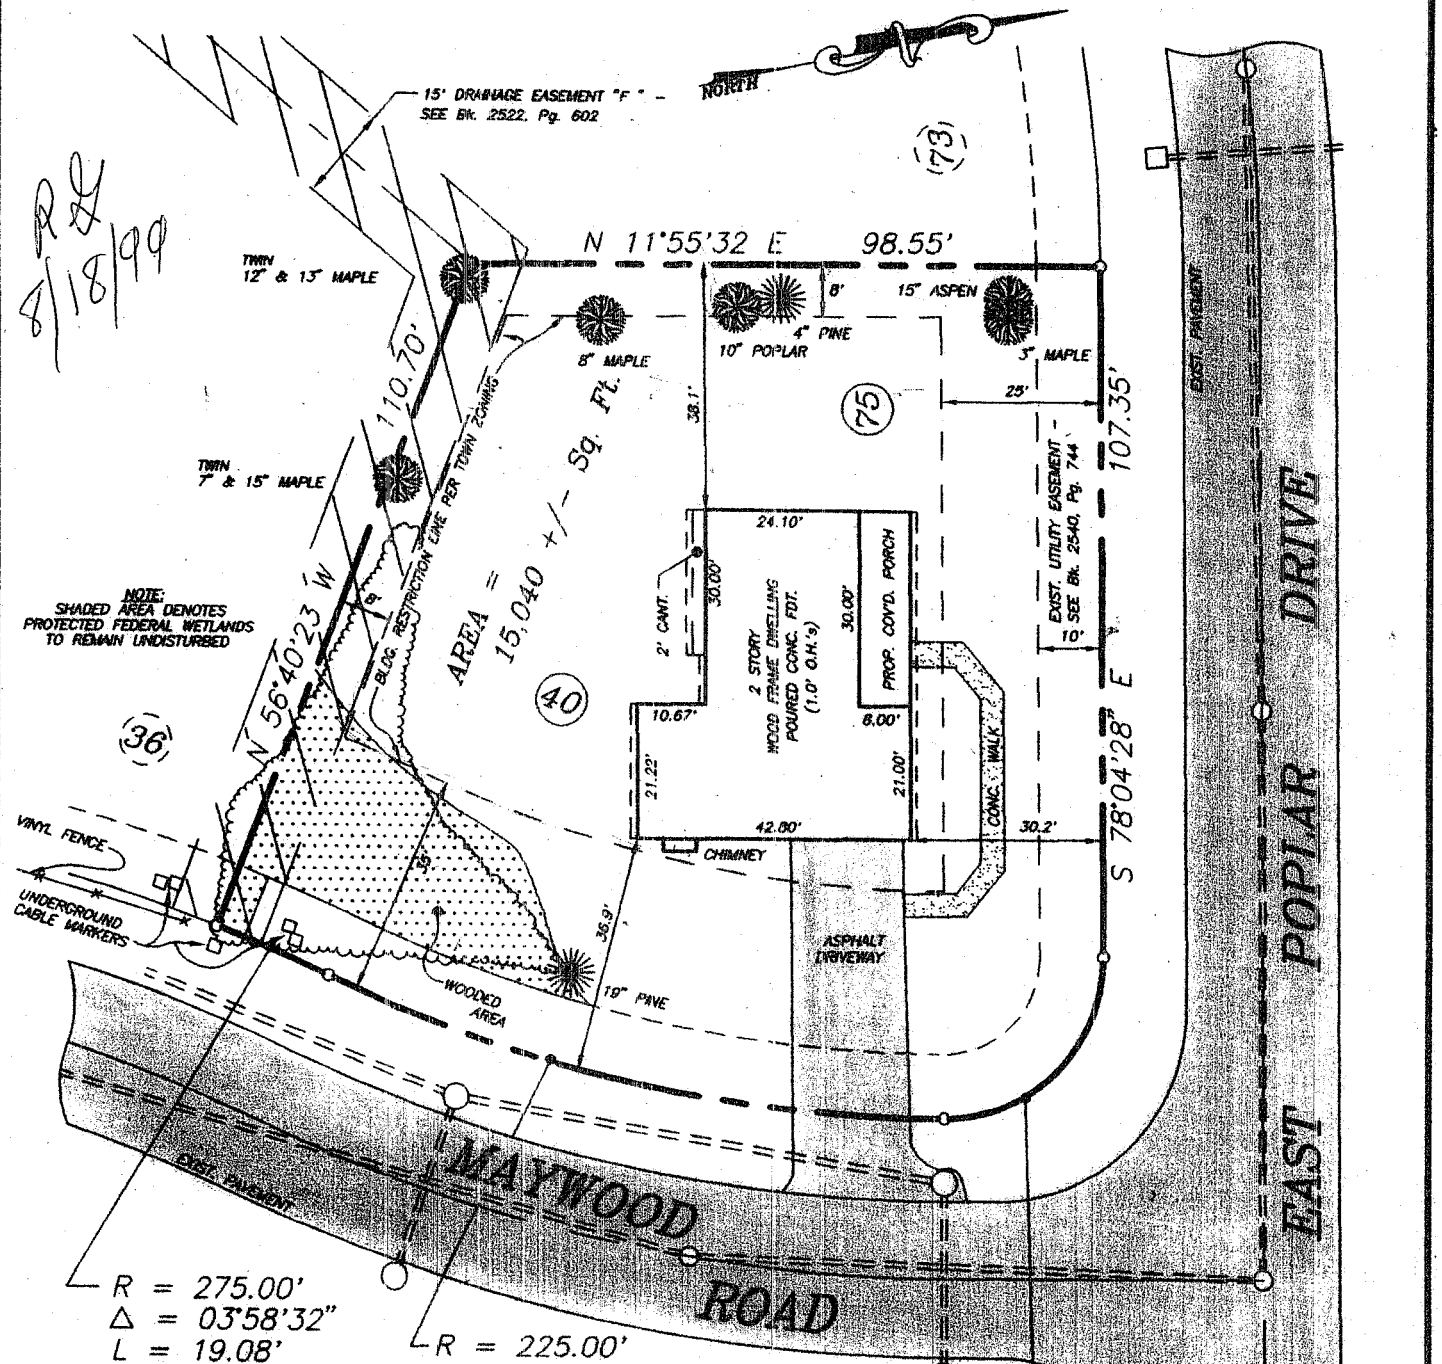 NORTH
15' DRAINAGE EASEMENT "F" -
SEE Bk. 2522, Pg. 602
(73)
8/18/99
N 11°55'32 E 98.55'
TWIN
12" & 13" MAPLE
8'
15" ASPEN
4" PINE
10" POPLAR
8" MAPLE
3" MAPLE
110.70'
38.1'
75
25'
107.35'
EXIST. PAVEMENT
TWIN
7" & 15" MAPLE
BLDG. RESTRICTION LINE PER TOWN ZONING
AREA =
15,040 +/- Sq. Ft.
EXIST. UTILITY EASEMENT -
SEE Bk. 2540, Pg. 744
10'
24.10'
2' CANT.
30.00'
2 STORY
WOOD FRAME DWELLING
POURED CONC. FDT.
(1.0' O.H.'s)
30.00'
PROP. COV'D. PORCH
NOTE:
SHADED AREA DENOTES
PROTECTED FEDERAL WETLANDS
TO REMAIN UNDISTURBED
8'
N 56°40'23 W
40
(36)
10.67'
8.00'
21.22'
21.00'
42.80'
CONC. WALK
30.2'
S 78°04'28" E
CHIMNEY
VINYL FENCE
UNDERGROUND
CABLE MARKERS
35'
36.9'
ASPHALT
DRIVEWAY
WOODED
AREA
19" PINE
EAST POPLAR DRIVE
EXIST. PAVEMENT
MAYWOOD
ROAD
R = 275.00'
Δ = 03°58'32"
L = 19.08'
R = 225.00'